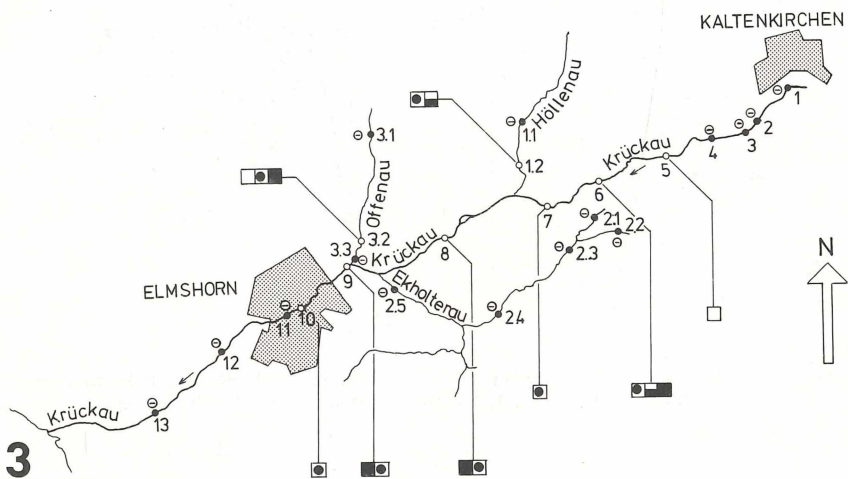 KALTENKIRCHEN
1
2
3
4
Krückau
5
6
7
Höllenau
1.1
1.2
2.1
2.2
2.3
2.4
Ekholterau
2.5
Krückau
8
Offenau
3.1
3.2
3.3
9
ELMSHORN
10
11
12
13
Krückau
N
3